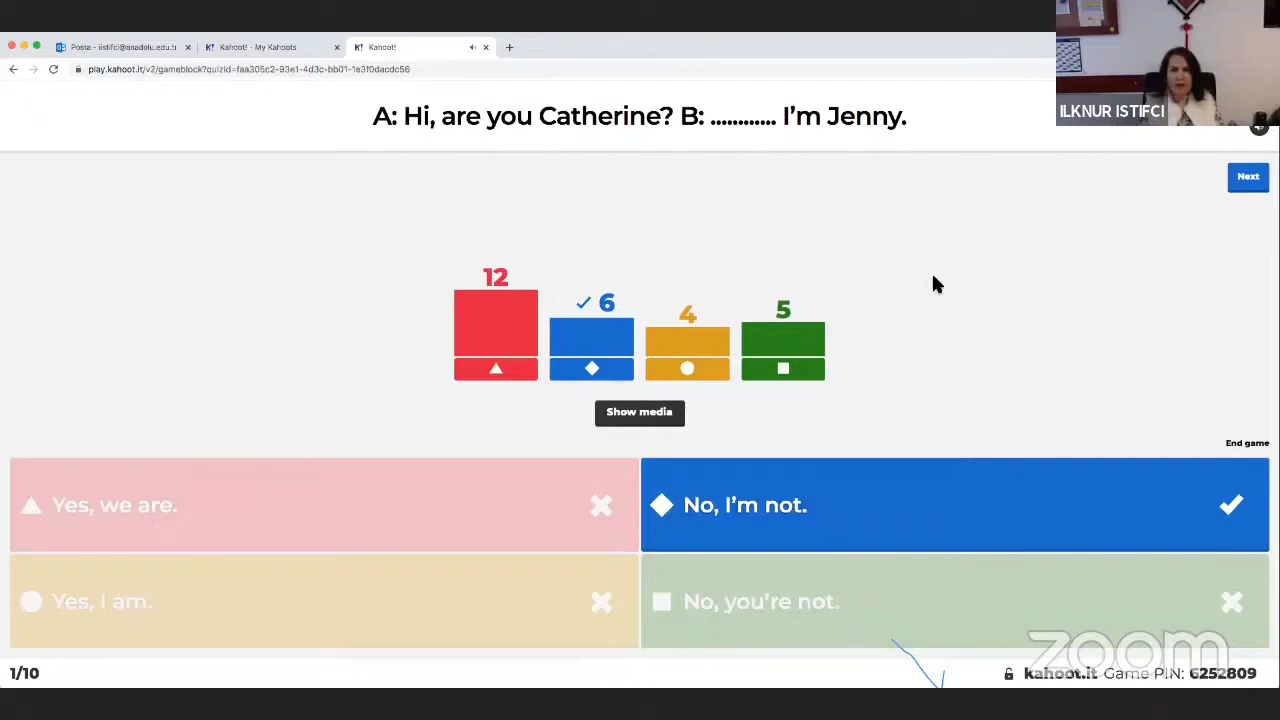 Posta - iistifci@anadolu.edu.tr
Kahoot! - My Kahoots
Kahoot!
play.kahoot.it/v2/gameblock?quizId=faa305c2-93e1-4d3c-bb01-1e3f0dacdc56
ILKNUR ISTIFCI
A: Hi, are you Catherine? B: ............ I'm Jenny.
Next
12
6
4
5
Show media
End game
Yes, we are.
No, I'm not.
Yes, I am.
No, you're not.
zoom
1/10
kahoot.it Game PIN: 6252809